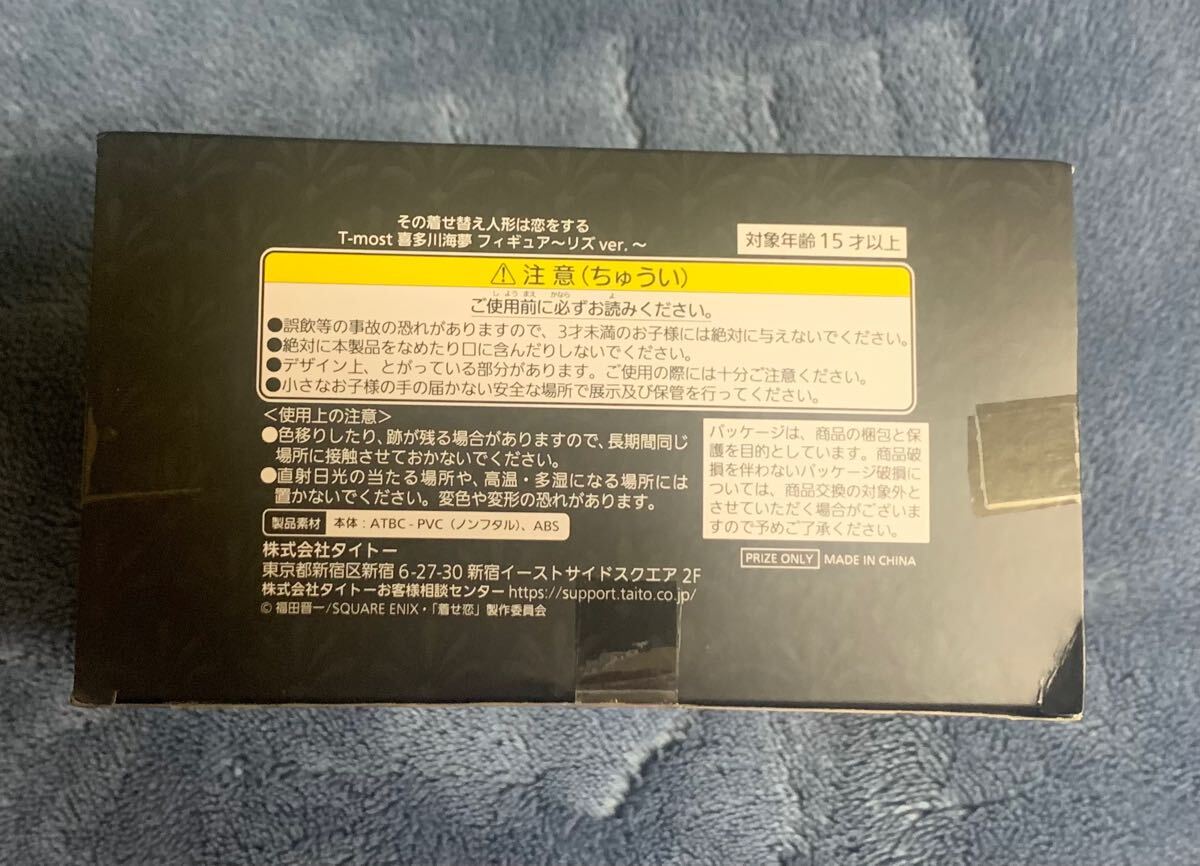 その着せ替え人形は恋をする
T-most 喜多川海夢 フィギュア～リズ ver. ～
対象年齢 15 才以上
⚠ 注 意 (ちゅうい)
しようまえ かなら よ
ご使用前に必ずお読みください。
●誤飲等の事故の恐れがありますので、3才未満のお子様には絶対に与えないでください。
●絶対に本製品をなめたり口に含んだりしないでください。
●デザイン上、とがっている部分があります。ご使用の際には十分ご注意ください。
●小さなお子様の手の届かない安全な場所で展示及び保管を行ってください。
＜使用上の注意＞
●色移りしたり、跡が残る場合がありますので、長期間同じ
場所に接触させておかないでください。
●直射日光の当たる場所や、高温・多湿になる場所には
置かないでください。変色や変形の恐れがあります。
製品素材 本体：ATBC - PVC（ノンフタル）、ABS
パッケージは、商品の梱包と保
護を目的としています。商品破
損を伴わないパッケージ破損に
ついては、商品交換の対象外と
させていただく場合がございま
すので予めご了承ください。
PRIZE ONLY MADE IN CHINA
株式会社タイトー
東京都新宿区新宿 6-27-30 新宿イーストサイドスクエア 2F
株式会社タイトーお客様相談センター https://support.taito.co.jp/
© 福田晋一/SQUARE ENIX・「着せ恋」製作委員会